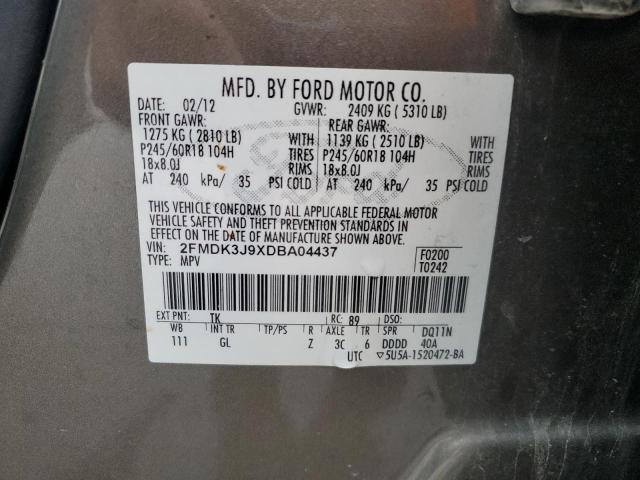 MFD. BY FORD MOTOR CO.
DATE: 02/12 GVWR: 2409 KG ( 5310 LB)
FRONT GAWR: REAR GAWR:
1275 KG ( 2810 LB) WITH 1139 KG ( 2510 LB) WITH
P245/60R18 104H TIRES P245/60R18 104H TIRES
18x8.0J RIMS 18x8.0J RIMS
AT 240 kPa/ 35 PSI COLD AT 240 kPa/ 35 PSI COLD
THIS VEHICLE CONFORMS TO ALL APPLICABLE FEDERAL MOTOR
VEHICLE SAFETY AND THEFT PREVENTION STANDARDS IN EFFECT
ON THE DATE OF MANUFACTURE SHOWN ABOVE.
VIN: 2FMDK3J9XDBA04437 F0200
TYPE: MPV T0242
EXT PNT: TK RC: 89 DSO:
WB INT TR TP/PS R AXLE TR SPR DQ11N
111 GL Z 3C 6 DDDD 40A
UTC ▽5U5A-1520472-BA